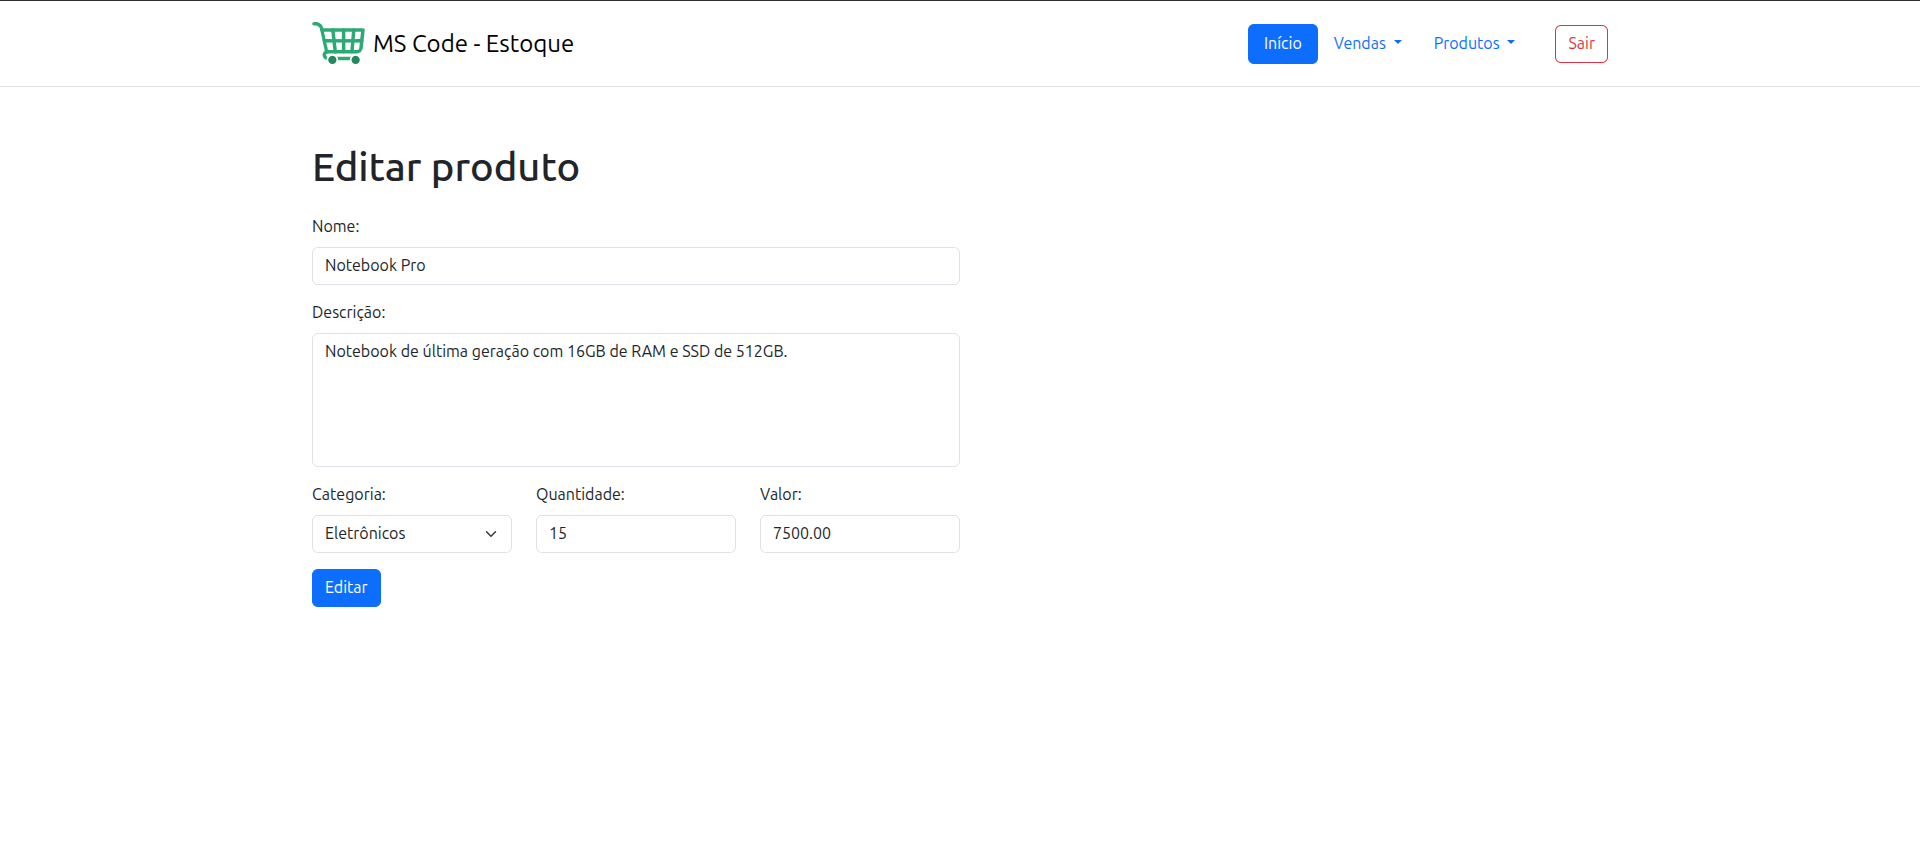 MS Code - Estoque
Início Vendas Produtos Sair
Editar produto
Nome:
Notebook Pro
Descrição:
Notebook de última geração com 16GB de RAM e SSD de 512GB.
Categoria: Quantidade: Valor:
Eletrônicos 15 7500.00
Editar